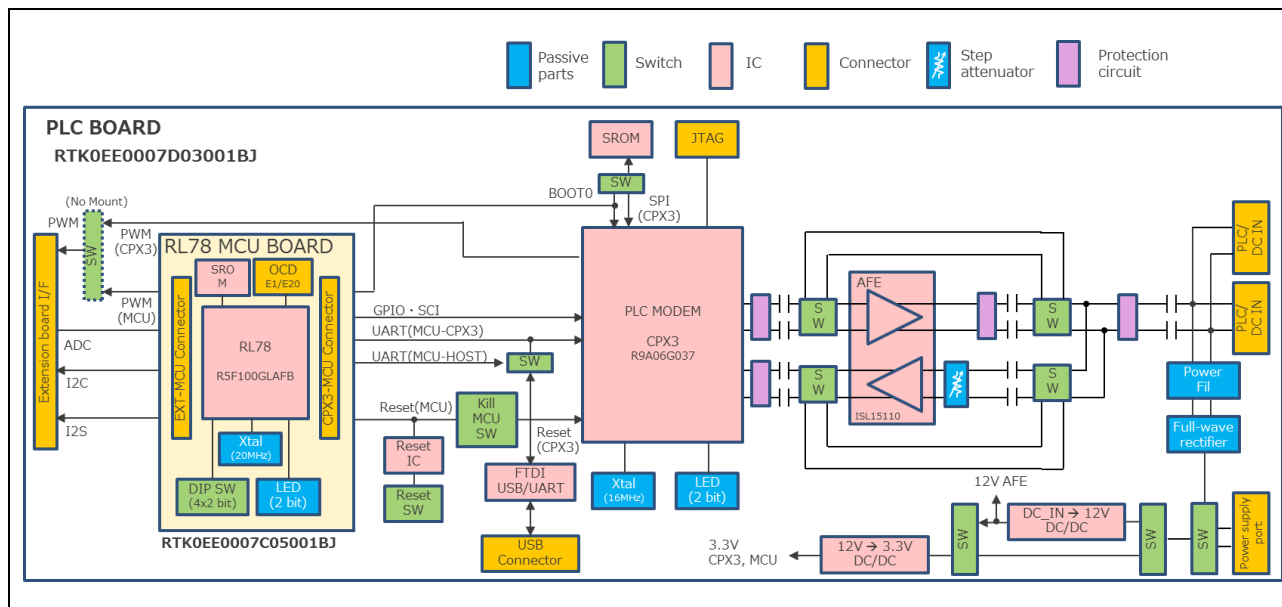 Passive
parts
Switch
IC
Connector
Step
attenuator
Protection
circuit
PLC BOARD
RTK0EE0007D03001BJ
SROM
JTAG
SW
BOOT0
SPI
(CPX3)
(No Mount)
PWM
SW
PWM
(CPX3)
PWM
(MCU)
Extension board I/F
ADC
I2C
I2S
RL78 MCU BOARD
EXT-MCU Connector
SRO
M
OCD
E1/E20
CPX3-MCU Connector
RL78
R5F100GLAFB
Xtal
(20MHz)
DIP SW
(4x2 bit)
LED
(2 bit)
RTK0EE0007C05001BJ
GPIO・SCI
UART(MCU-CPX3)
UART(MCU-HOST)
SW
Reset(MCU)
Kill
MCU
SW
Reset
(CPX3)
Reset
IC
Reset
SW
FTDI
USB/UART
USB
Connector
PLC MODEM
CPX3
R9A06G037
Xtal
(16MHz)
LED
(2 bit)
S
W
S
W
AFE
ISL15110
S
W
S
W
PLC/
DC IN
PLC/
DC IN
Power
Fil
Full-wave
rectifier
12V AFE
SW
DC_IN → 12V
DC/DC
SW
SW
Power supply
port
3.3V
CPX3, MCU
12V → 3.3V
DC/DC